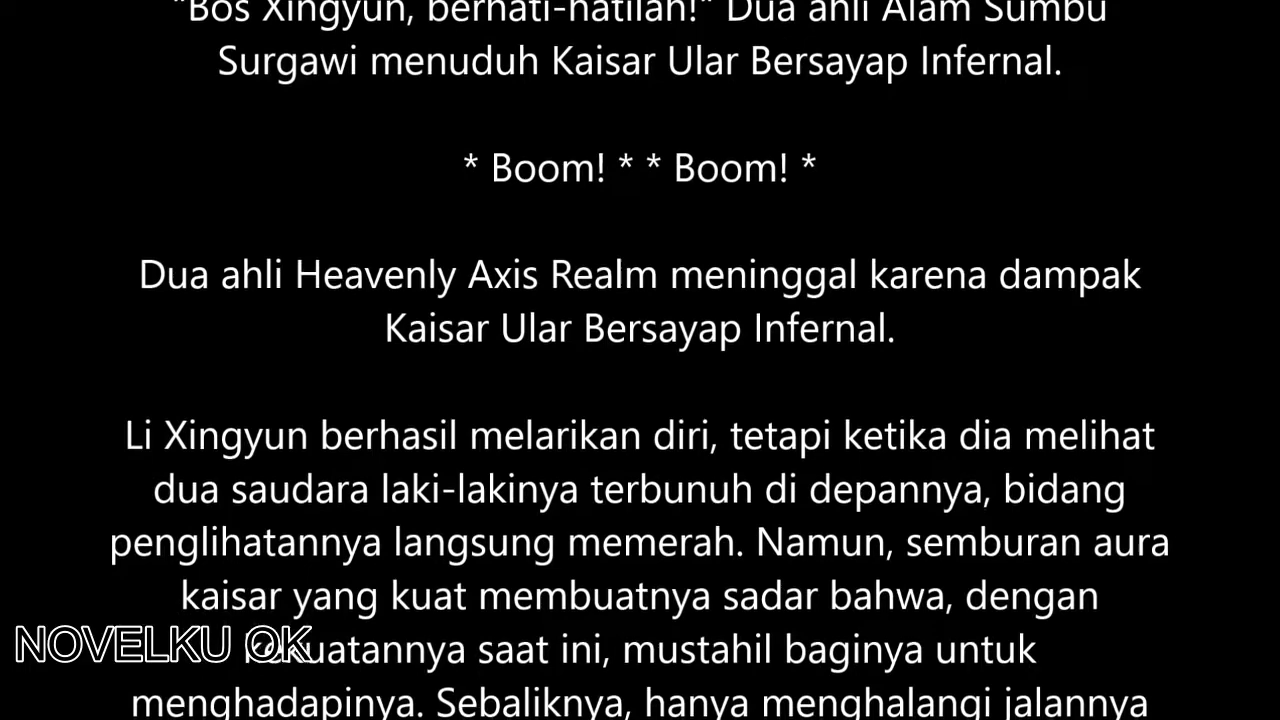 "Bos Xingyun, berhati-hatilah!" Dua ahli Alam Sumbu
Surgawi menuduh Kaisar Ular Bersayap Infernal.
* Boom! * * Boom! *
Dua ahli Heavenly Axis Realm meninggal karena dampak
Kaisar Ular Bersayap Infernal.
Li Xingyun berhasil melarikan diri, tetapi ketika dia melihat
dua saudara laki-lakinya terbunuh di depannya, bidang
penglihatannya langsung memerah. Namun, semburan aura
kaisar yang kuat membuatnya sadar bahwa, dengan
kekuatannya saat ini, mustahil baginya untuk
menghadapinya. Sebaliknya, hanya menghalangi jalannya
NOVELKU OK